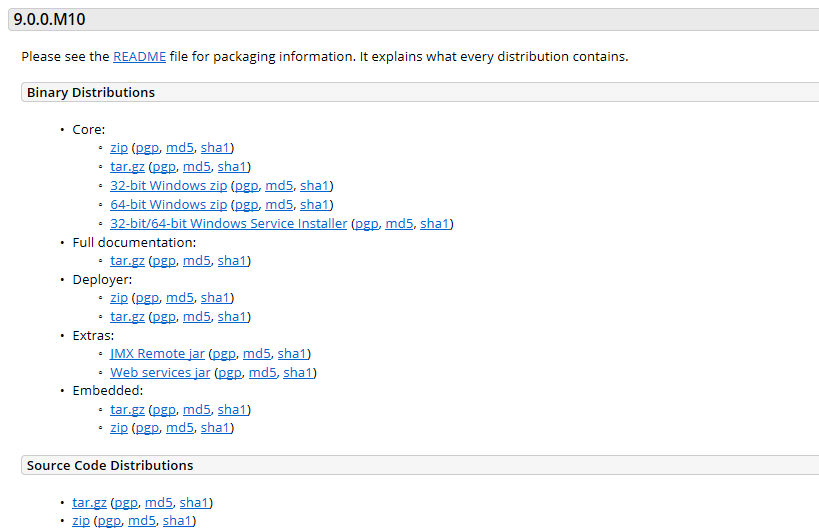 9.0.0.M10
Please see the README file for packaging information. It explains what every distribution contains.
Binary Distributions
• Core:
◦ zip (pgp, md5, sha1)
◦ tar.gz (pgp, md5, sha1)
◦ 32-bit Windows zip (pgp, md5, sha1)
◦ 64-bit Windows zip (pgp, md5, sha1)
◦ 32-bit/64-bit Windows Service Installer (pgp, md5, sha1)
• Full documentation:
◦ tar.gz (pgp, md5, sha1)
• Deployer:
◦ zip (pgp, md5, sha1)
◦ tar.gz (pgp, md5, sha1)
• Extras:
◦ JMX Remote jar (pgp, md5, sha1)
◦ Web services jar (pgp, md5, sha1)
• Embedded:
◦ tar.gz (pgp, md5, sha1)
◦ zip (pgp, md5, sha1)
Source Code Distributions
• tar.gz (pgp, md5, sha1)
• zip (pgp, md5, sha1)